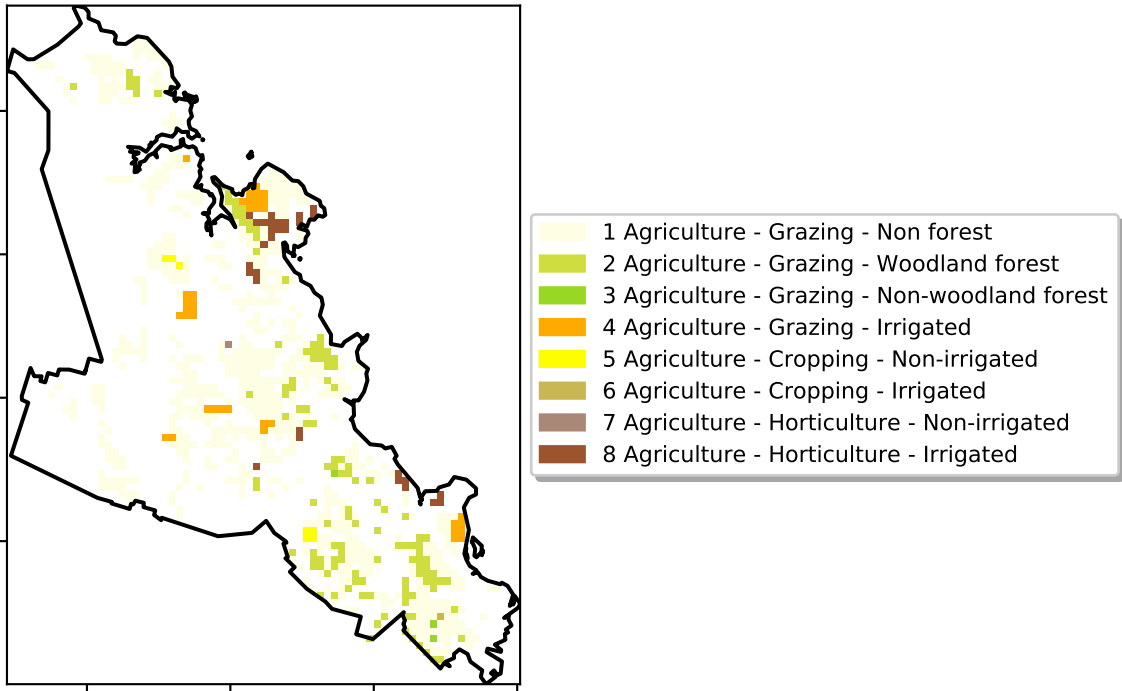 1 Agriculture - Grazing - Non forest
2 Agriculture - Grazing - Woodland forest
3 Agriculture - Grazing - Non-woodland forest
4 Agriculture - Grazing - Irrigated
5 Agriculture - Cropping - Non-irrigated
6 Agriculture - Cropping - Irrigated
7 Agriculture - Horticulture - Non-irrigated
8 Agriculture - Horticulture - Irrigated